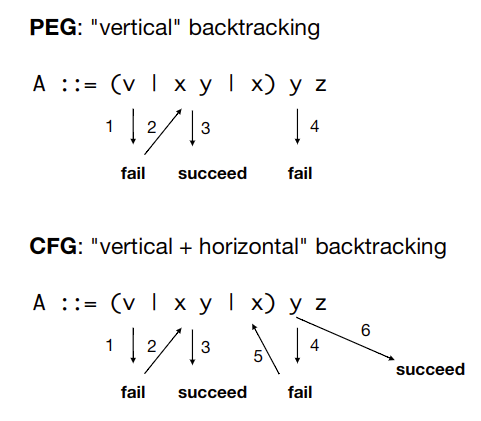 PEG: "vertical" backtracking
A ::= (v | x y | x) y z
1 2 3 4
fail succeed fail
CFG: "vertical + horizontal" backtracking
A ::= (v | x y | x) y z
1 2 3 5 4 6
succeed
fail succeed fail